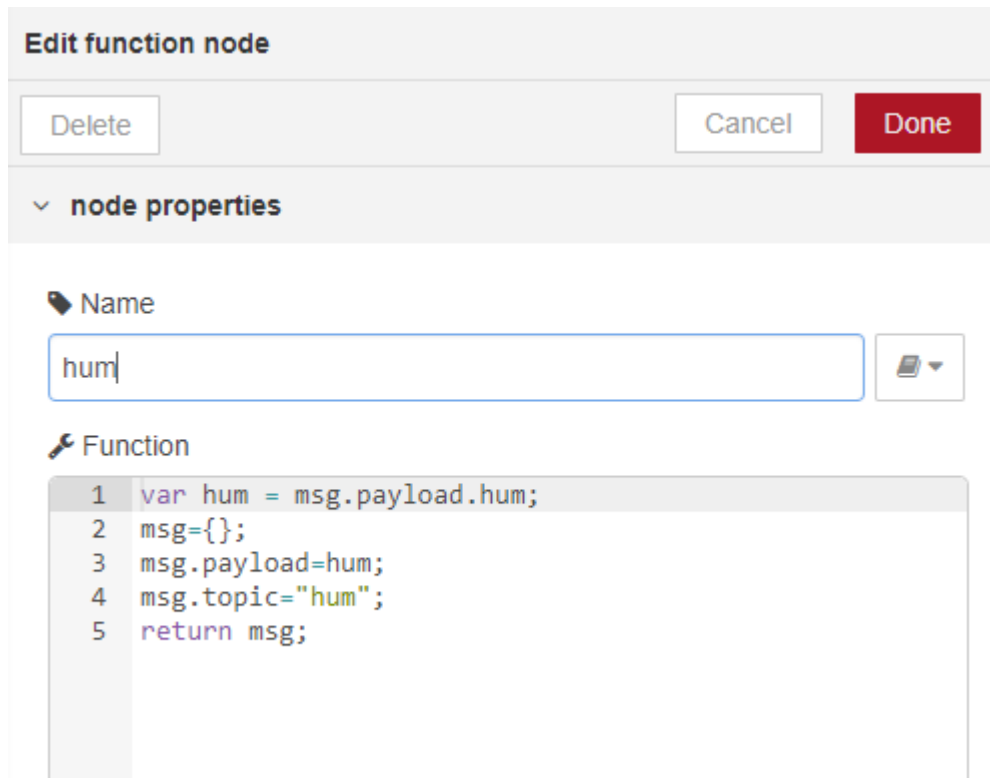 Edit function node
Delete Cancel Done
node properties
Name
hum
Function
1 var hum = msg.payload.hum;
2 msg={};
3 msg.payload=hum;
4 msg.topic="hum";
5 return msg;